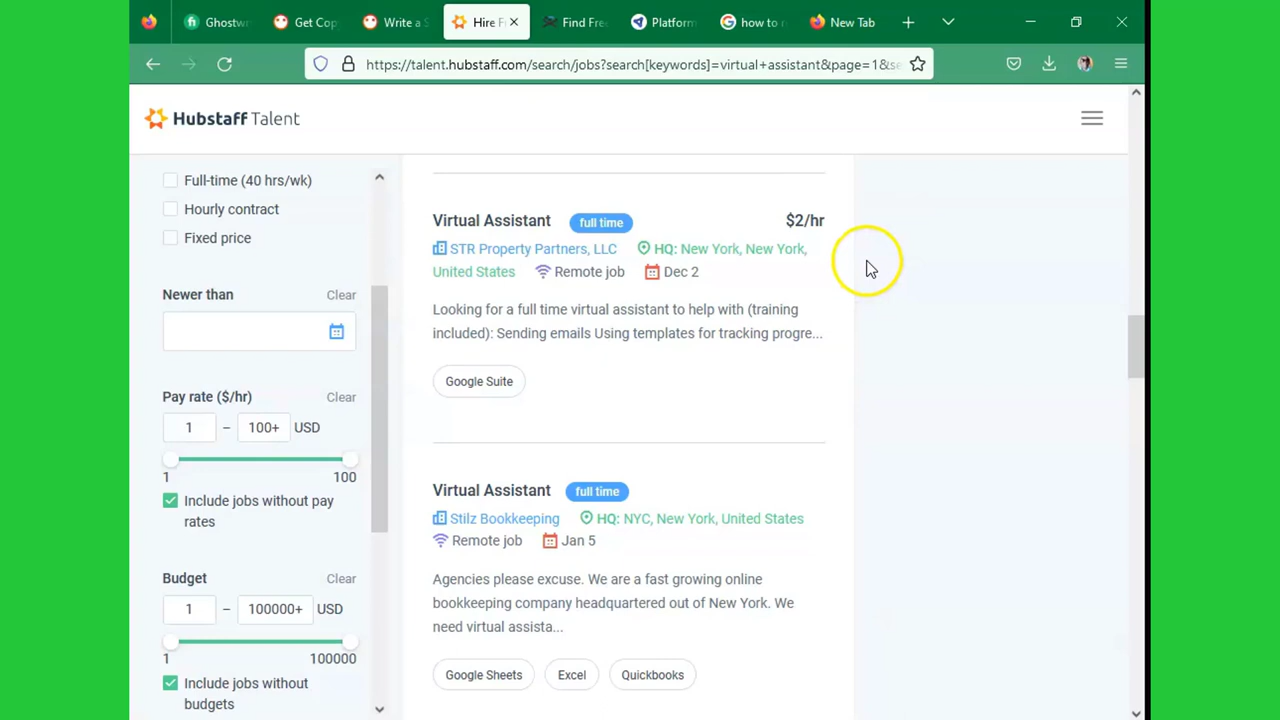 Ghostwr
Get Cop
Write a S
Hire F
Find Free
Platform
how to r
New Tab
https://talent.hubstaff.com/search/jobs?search[keywords]=virtual+assistant&page=1&se
Hubstaff Talent
Full-time (40 hrs/wk)
Hourly contract
Fixed price
Newer than Clear
Pay rate ($/hr) Clear
1 – 100+ USD
1 100
Include jobs without pay
rates
Budget Clear
1 – 100000+ USD
1 100000
Include jobs without
budgets
Virtual Assistant full time $2/hr
STR Property Partners, LLC HQ: New York, New York,
United States Remote job Dec 2
Looking for a full time virtual assistant to help with (training
included): Sending emails Using templates for tracking progre...
Google Suite
Virtual Assistant full time
Stilz Bookkeeping HQ: NYC, New York, United States
Remote job Jan 5
Agencies please excuse. We are a fast growing online
bookkeeping company headquartered out of New York. We
need virtual assista...
Google Sheets Excel Quickbooks